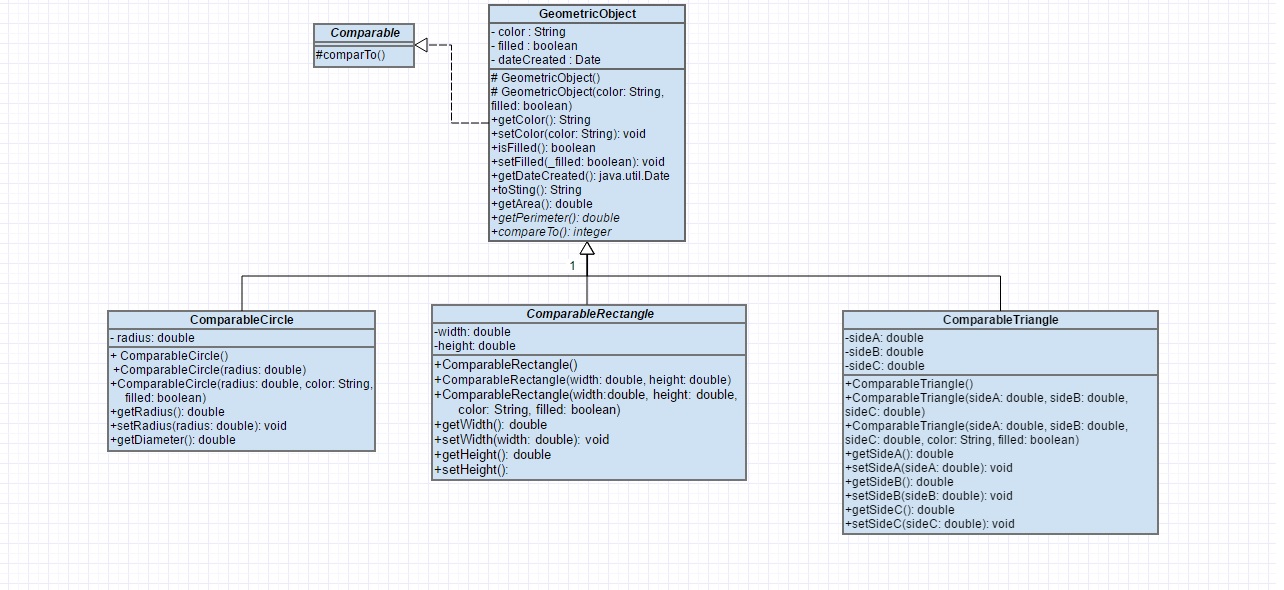 Comparable
#comparTo()
GeometricObject
- color : String
- filled : boolean
- dateCreated : Date
# GeometricObject()
# GeometricObject(color: String,
filled: boolean)
+getColor(): String
+setColor(color: String): void
+isFilled(): boolean
+setFilled(_filled: boolean): void
+getDateCreated(): java.util.Date
+toSting(): String
+getArea(): double
+getPerimeter(): double
+compareTo(): integer
1
ComparableCircle
- radius: double
+ ComparableCircle()
+ComparableCircle(radius: double)
+ComparableCircle(radius: double, color: String,
filled: boolean)
+getRadius(): double
+setRadius(radius: double): void
+getDiameter(): double
ComparableRectangle
-width: double
-height: double
+ComparableRectangle()
+ComparableRectangle(width: double, height: double)
+ComparableRectangle(width:double, height: double,
color: String, filled: boolean)
+getWidth(): double
+setWidth(width: double): void
+getHeight(): double
+setHeight():
ComparableTriangle
-sideA: double
-sideB: double
-sideC: double
+ComparableTriangle()
+ComparableTriangle(sideA: double, sideB: double,
sideC: double)
+ComparableTriangle(sideA: double, sideB: double,
sideC: double, color: String, filled: boolean)
+getSideA(): double
+setSideA(sideA: double): void
+getSideB(): double
+setSideB(sideB: double): void
+getSideC(): double
+setSideC(sideC: double): void